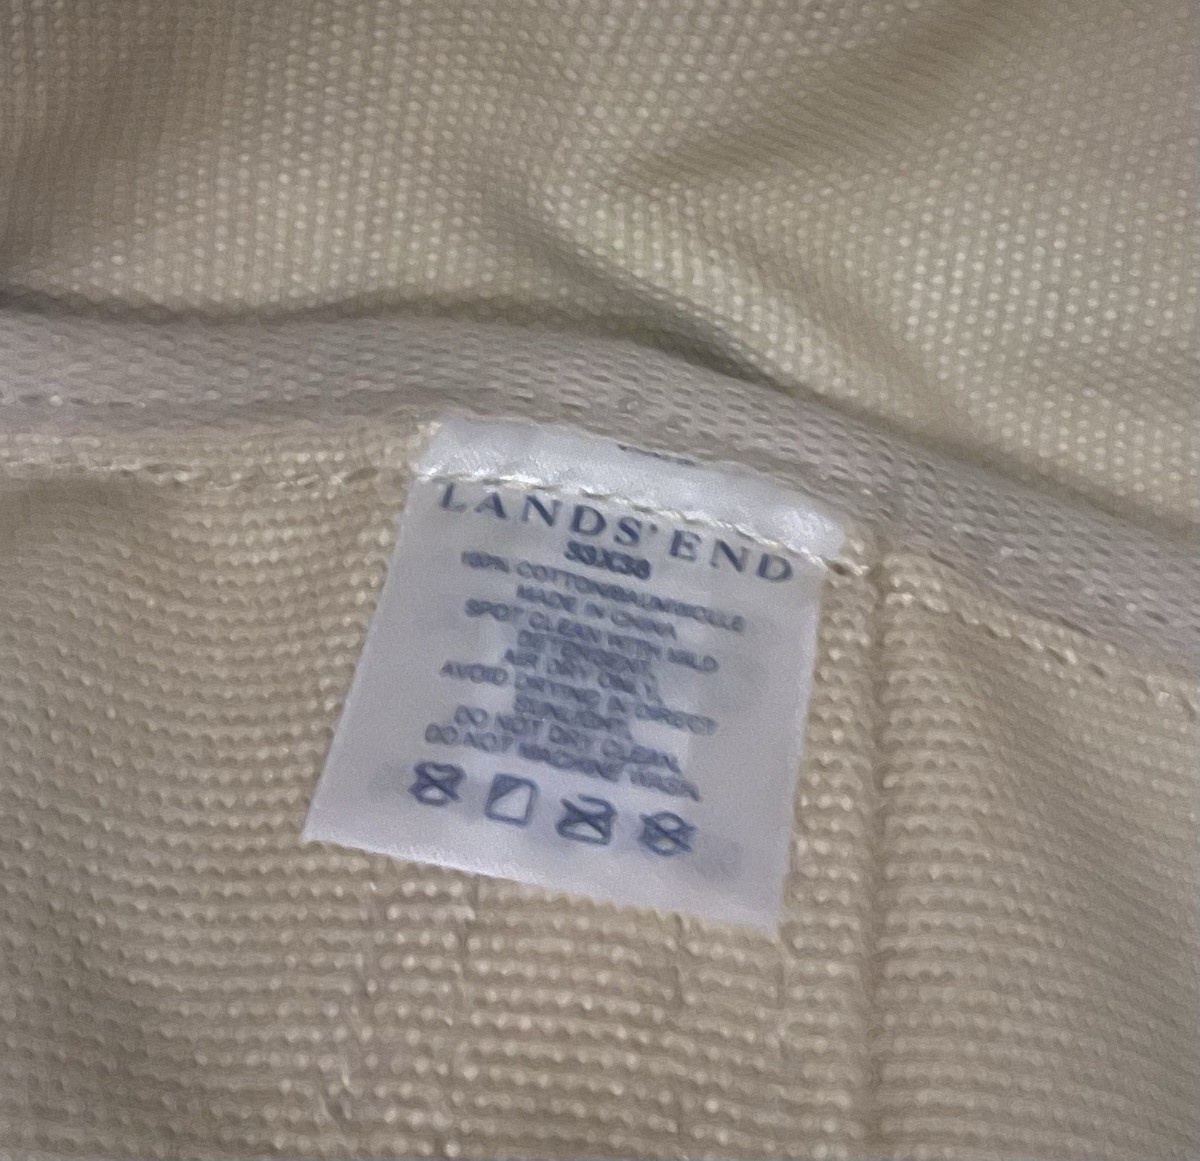 LANDS' END
100% COTTON/BAUMWOLLE
MADE IN CHINA
SPOT CLEAN WITH MILD
DETERGENT.
AIR DRY ONLY.
AVOID DRYING IN DIRECT
SUNLIGHT.
DO NOT DRY CLEAN.
DO NOT MACHINE WASH.